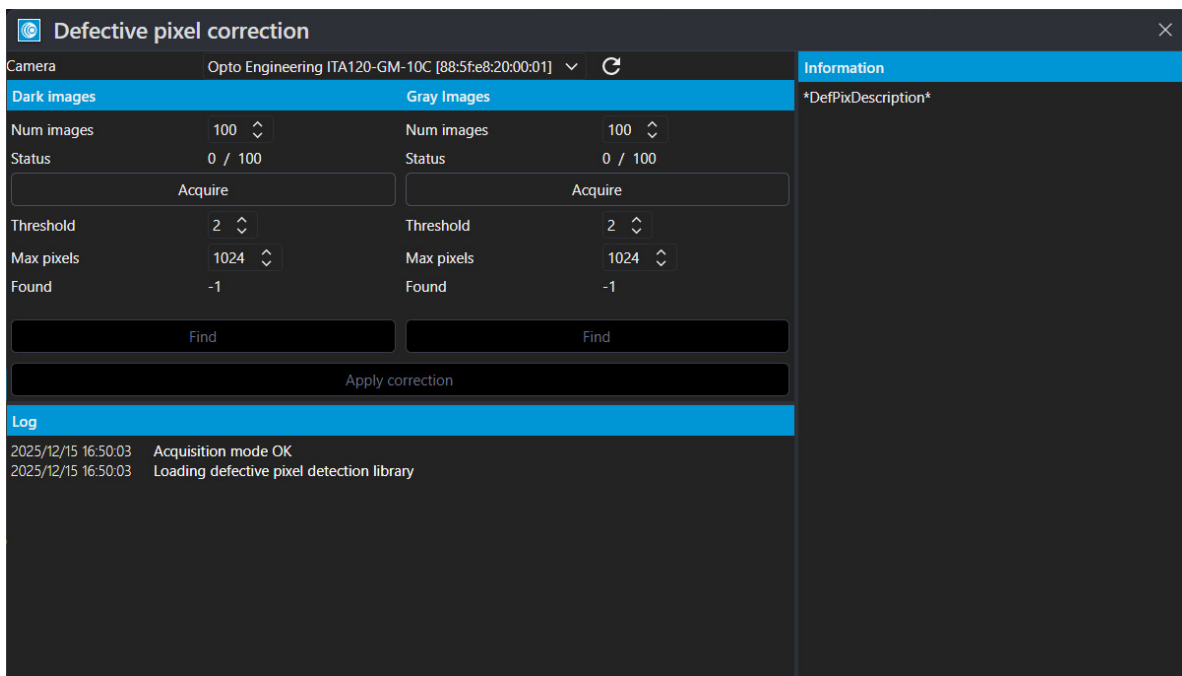 Defective pixel correction
Camera Opto Engineering ITA120-GM-10C [88:5f:e8:20:00:01]
Dark images Gray Images
Num images 100 Num images 100
Status 0 / 100 Status 0 / 100
Acquire Acquire
Threshold 2 Threshold 2
Max pixels 1024 Max pixels 1024
Found -1 Found -1
Find Find
Apply correction
Log
2025/12/15 16:50:03 Acquisition mode OK
2025/12/15 16:50:03 Loading defective pixel detection library
Information
*DefPixDescription*